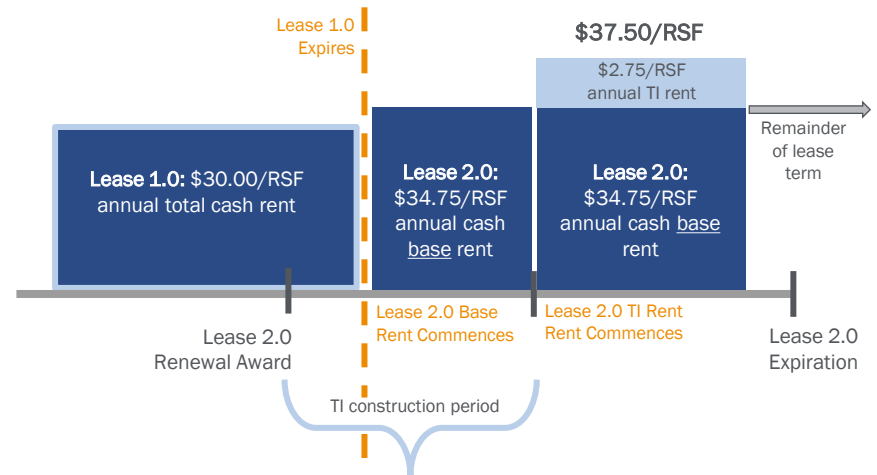 Lease 1.0
Expires
$37.50/RSF
$2.75/RSF
annual TI rent
Lease 1.0: $30.00/RSF
annual total cash rent
Lease 2.0:
$34.75/RSF
annual cash
base rent
Lease 2.0:
$34.75/RSF
annual cash base
rent
Remainder
of lease
term
Lease 2.0
Renewal Award
Lease 2.0 Base
Rent Commences
Lease 2.0 TI Rent
Rent Commences
Lease 2.0
Expiration
TI construction period